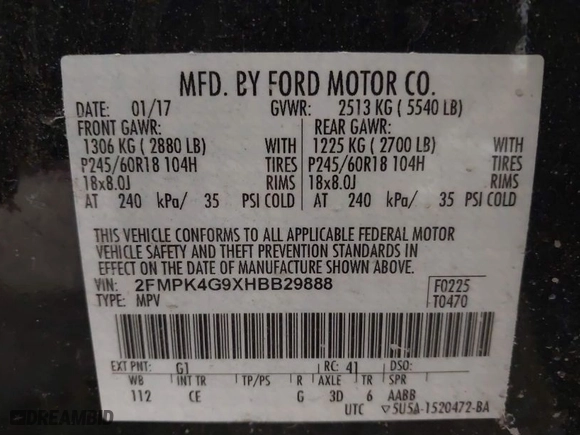 MFD. BY FORD MOTOR CO.
DATE: 01/17 GVWR: 2513 KG ( 5540 LB)
FRONT GAWR: REAR GAWR:
1306 KG ( 2880 LB) WITH 1225 KG ( 2700 LB) WITH
P245/60R18 104H TIRES P245/60R18 104H TIRES
18x8.0J RIMS 18x8.0J RIMS
AT 240 kPa/ 35 PSI COLD AT 240 kPa/ 35 PSI COLD
THIS VEHICLE CONFORMS TO ALL APPLICABLE FEDERAL MOTOR
VEHICLE SAFETY AND THEFT PREVENTION STANDARDS IN
EFFECT ON THE DATE OF MANUFACTURE SHOWN ABOVE.
VIN: 2FMPK4G9XHBB29888 F0225
TYPE: MPV T0470
EXT PNT: G1 RC: 41 DSO:
WB INT TR TP/PS R AXLE TR SPR
112 CE G 3D 6 AABB
UTC ▽5U5A-1520472-BA
DREAMBID